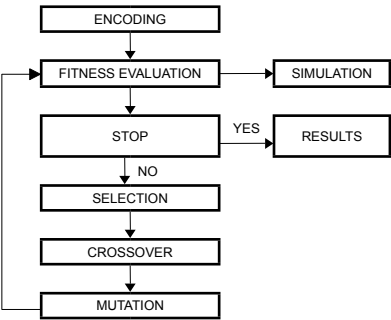 ENCODING
FITNESS EVALUATION
SIMULATION
STOP
YES
RESULTS
NO
SELECTION
CROSSOVER
MUTATION